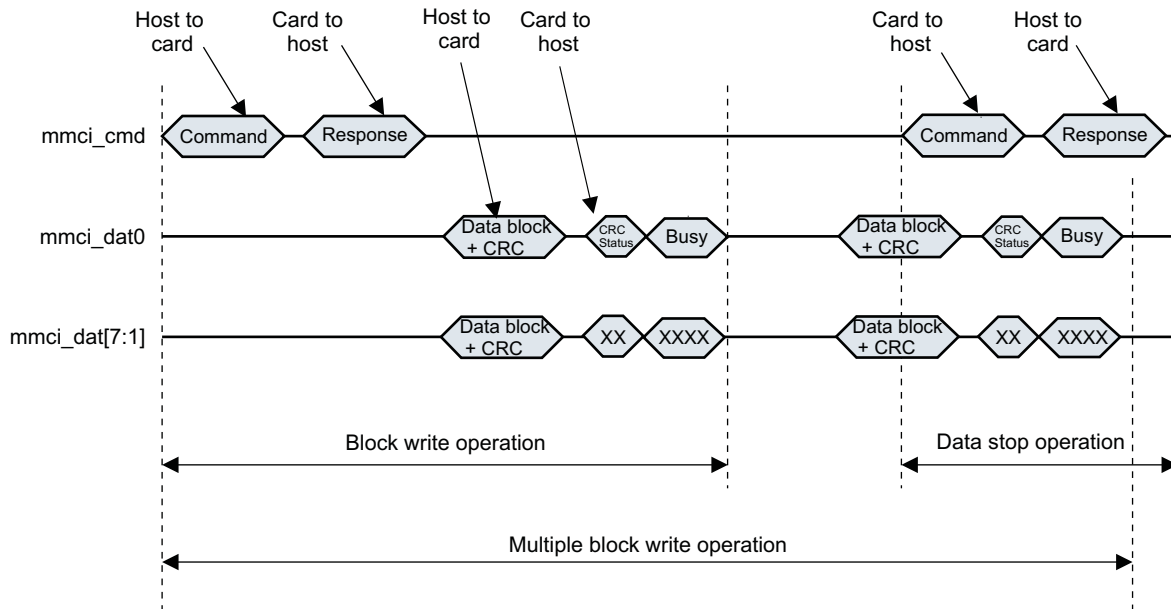 Host to
card
Card to
host
Host to
card
Card to
host
Card to
host
Host to
card
mmci_cmd
Command
Response
Command
Response
mmci_dat0
Data block
+ CRC
CRC
Status
Busy
Data block
+ CRC
CRC
Status
Busy
mmci_dat[7:1]
Data block
+ CRC
XX
XXXX
Data block
+ CRC
XX
XXXX
Block write operation
Data stop operation
Multiple block write operation